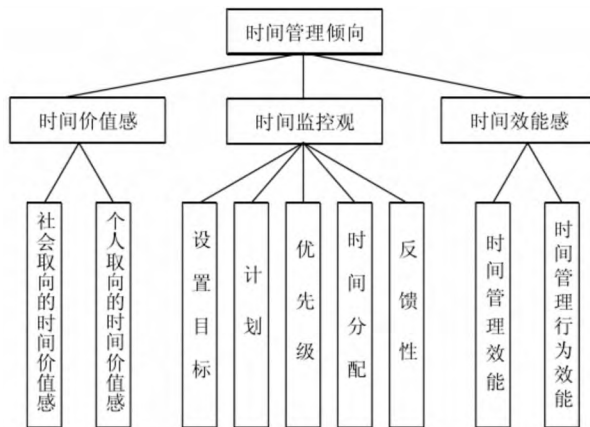 时间管理倾向
时间价值感
时间监控观
时间效能感
社会取向的时间价值感
个人取向的时间价值感
设置目标
计划
优先级
时间分配
反馈性
时间管理效能
时间管理行为效能